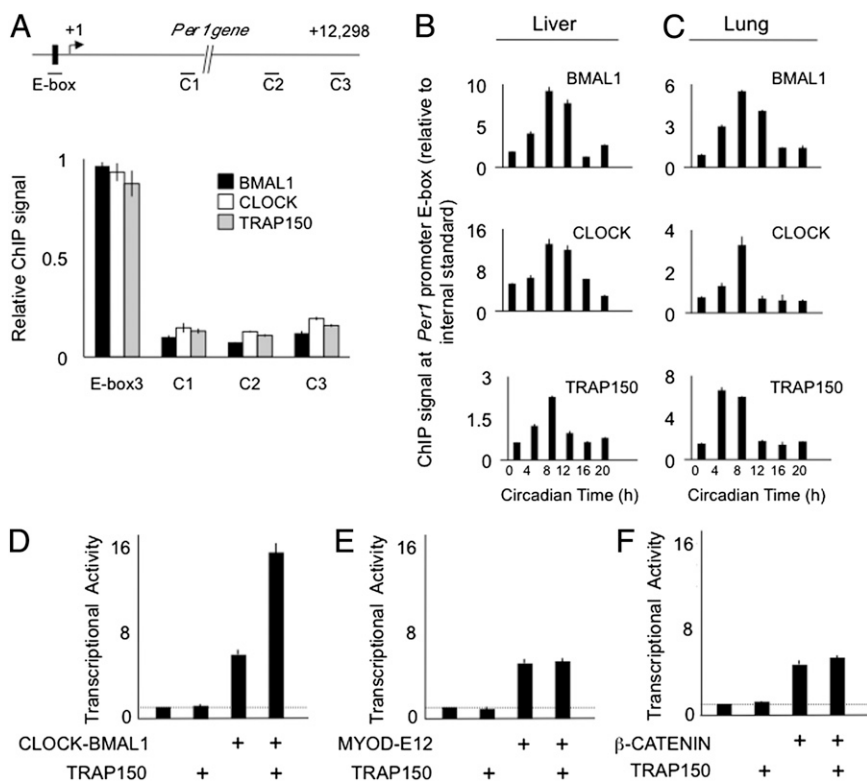 A
+1
Per1gene
+12,298
E-box
C1
C2
C3
Relative ChIP signal
1
0.5
0
BMAL1
CLOCK
TRAP150
E-box3
C1
C2
C3
B
Liver
C
Lung
ChIP signal at Per1 promoter E-box (relative to
internal standard)
BMAL1
10
5
0
CLOCK
16
8
0
TRAP150
3
1.5
0
0 4 8 12 16 20
Circadian Time (h)
BMAL1
6
3
0
CLOCK
4
2
0
TRAP150
8
4
0
0 4 8 12 16 20
Circadian Time (h)
D
Transcriptional Activity
16
8
0
CLOCK-BMAL1 + +
TRAP150 + +
E
Transcriptional Activity
16
8
0
MYOD-E12 + +
TRAP150 + +
F
Transcriptional Activity
16
8
0
β-CATENIN + +
TRAP150 + +